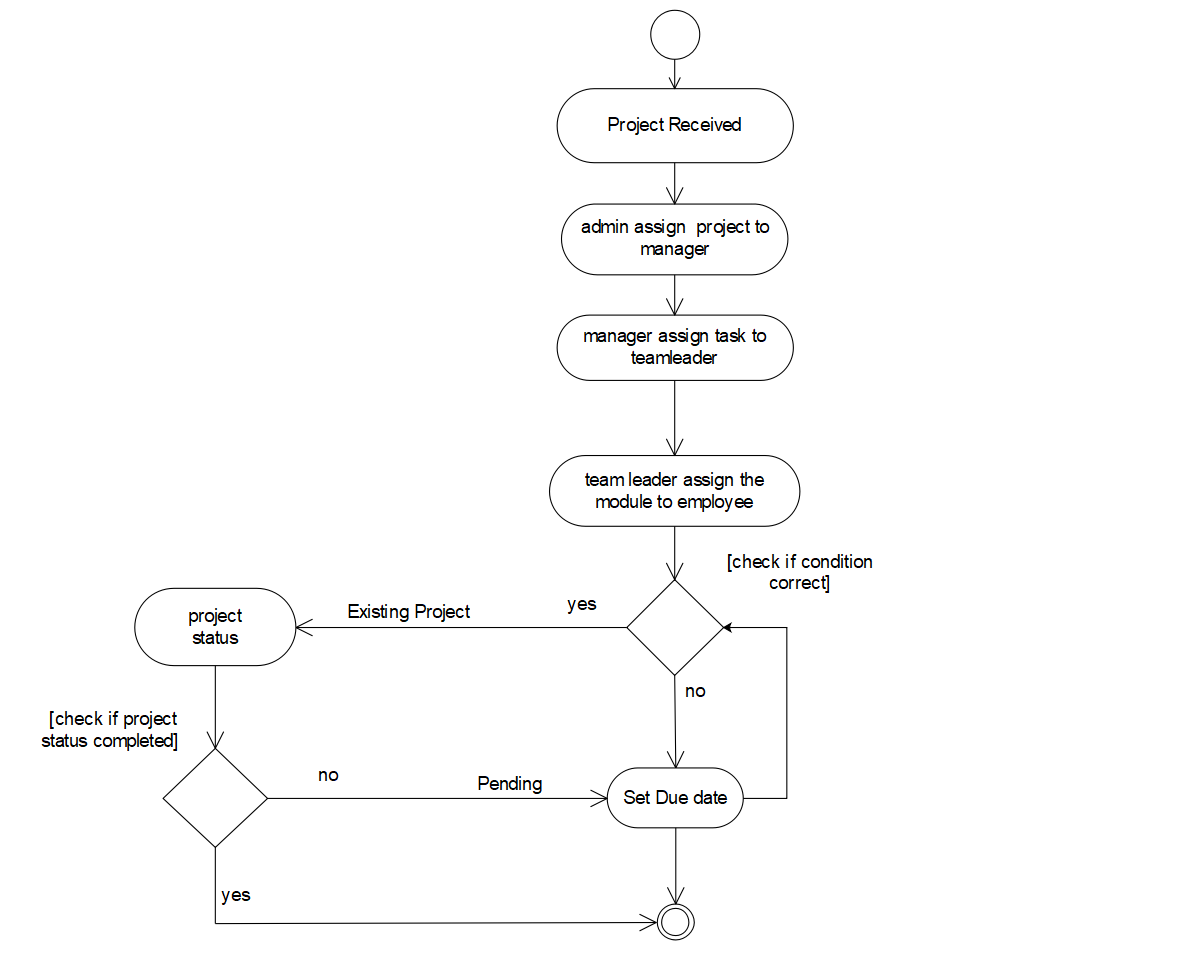 Project Received
admin assign  project to
manager
manager assign task to
teamleader
team leader assign the
module to employee
[check if condition
correct]
yes
Existing Project
project
status
no
[check if project
status completed]
no
Pending
Set Due date
yes